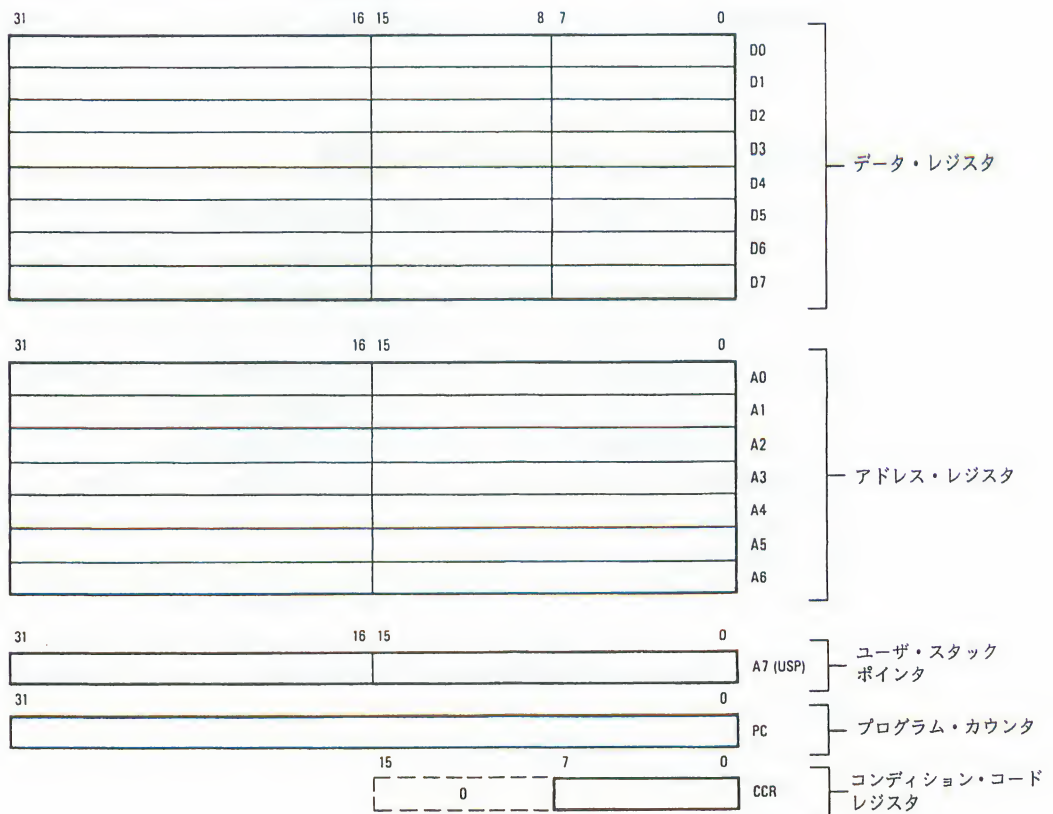 31 16 15 8 7 0
D0
D1
D2
D3
データ・レジスタ
D4
D5
D6
D7
31 16 15 0
A0
A1
A2
A3
アドレス・レジスタ
A4
A5
A6
31 16 15 0
A7 (USP)
ユーザ・スタック
ポインタ
31 0
PC
プログラム・カウンタ
15 7 0
0
CCR
コンディション・コード
レジスタ